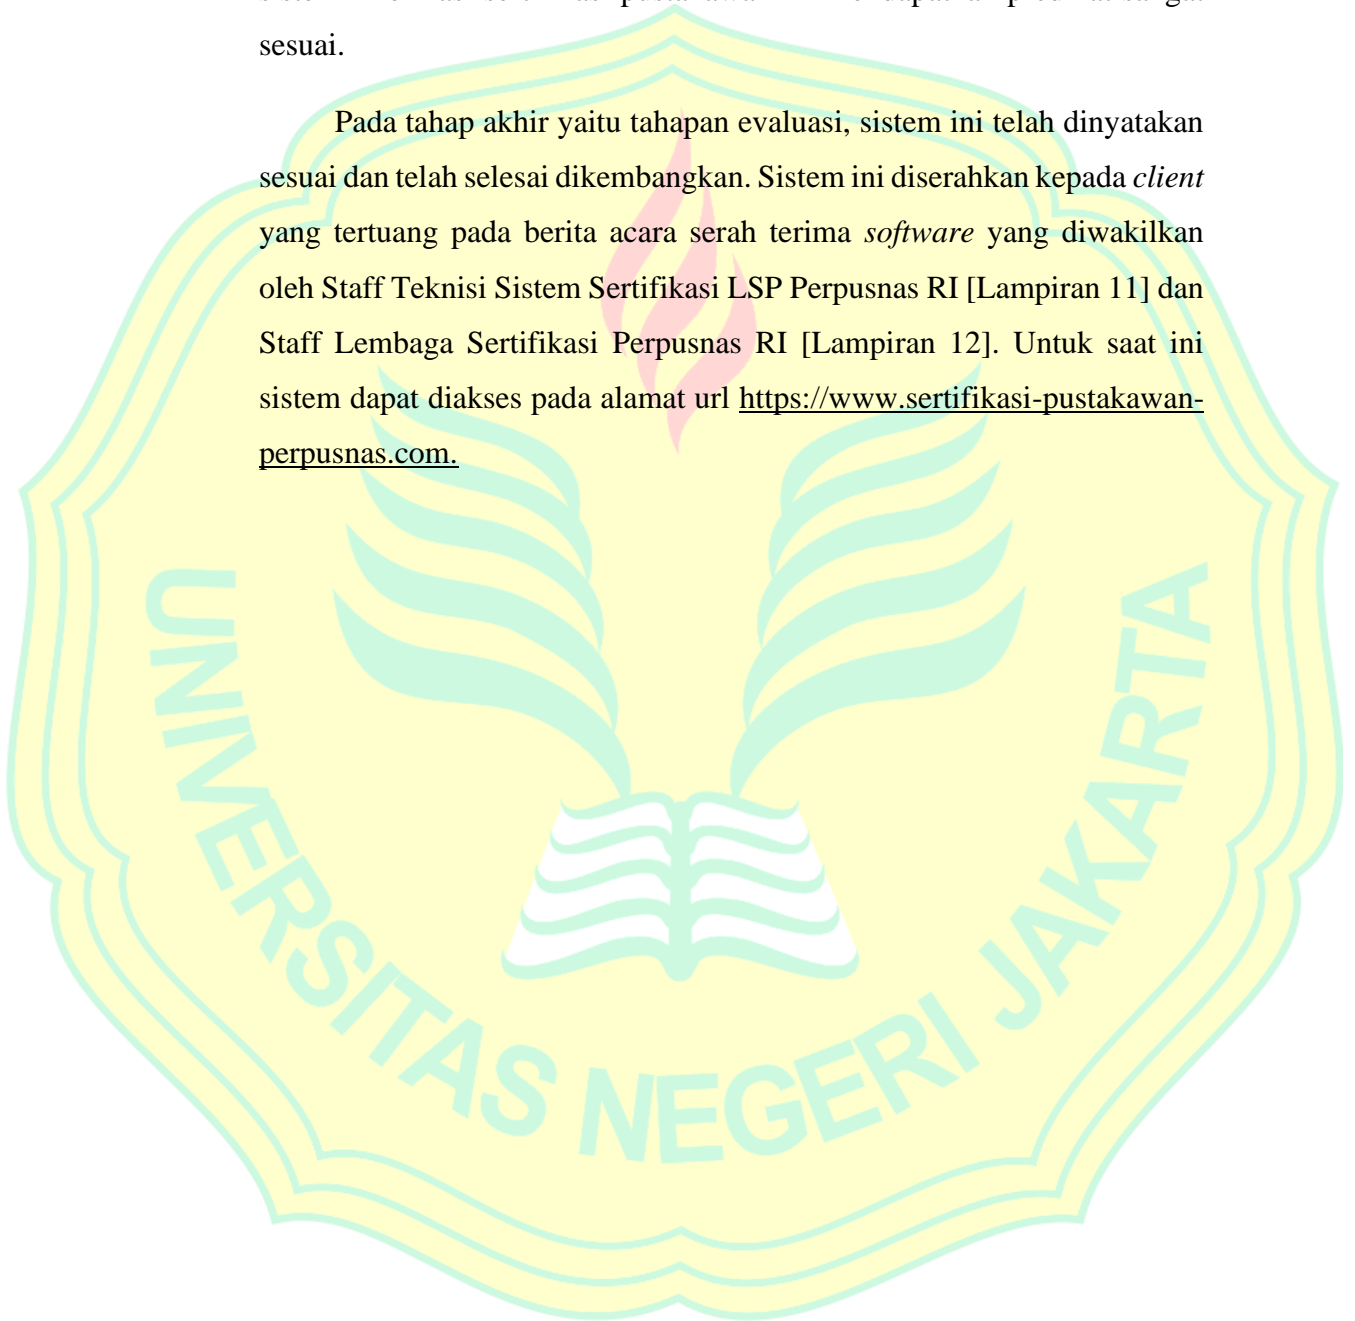 sesuai.
Pada tahap akhir yaitu tahapan evaluasi, sistem ini telah dinyatakan
sesuai dan telah selesai dikembangkan. Sistem ini diserahkan kepada client
yang tertuang pada berita acara serah terima software yang diwakilkan
oleh Staff Teknisi Sistem Sertifikasi LSP Perpusnas RI [Lampiran 11] dan
Staff Lembaga Sertifikasi Perpusnas RI [Lampiran 12]. Untuk saat ini
sistem dapat diakses pada alamat url https://www.sertifikasi-pustakawan-
perpusnas.com.
UNIVERSITAS NEGERI JAKARTA